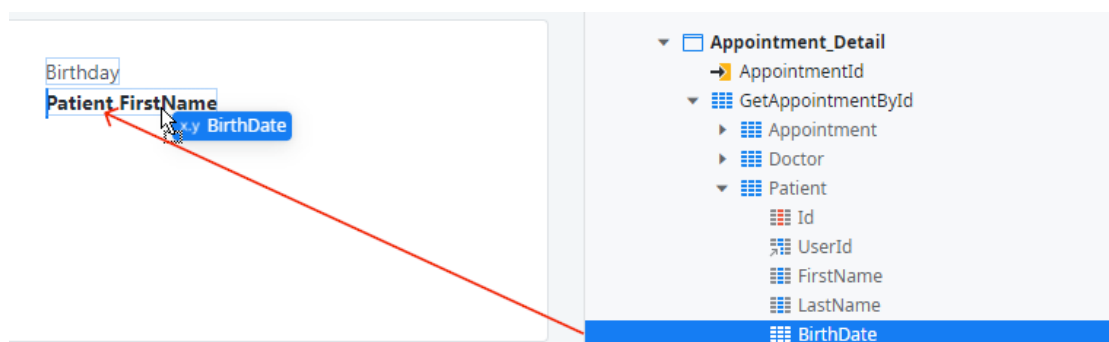 Birthday
Patient.FirstName
x.y BirthDate
Appointment_Detail
AppointmentId
GetAppointmentById
Appointment
Doctor
Patient
Id
UserId
FirstName
LastName
BirthDate